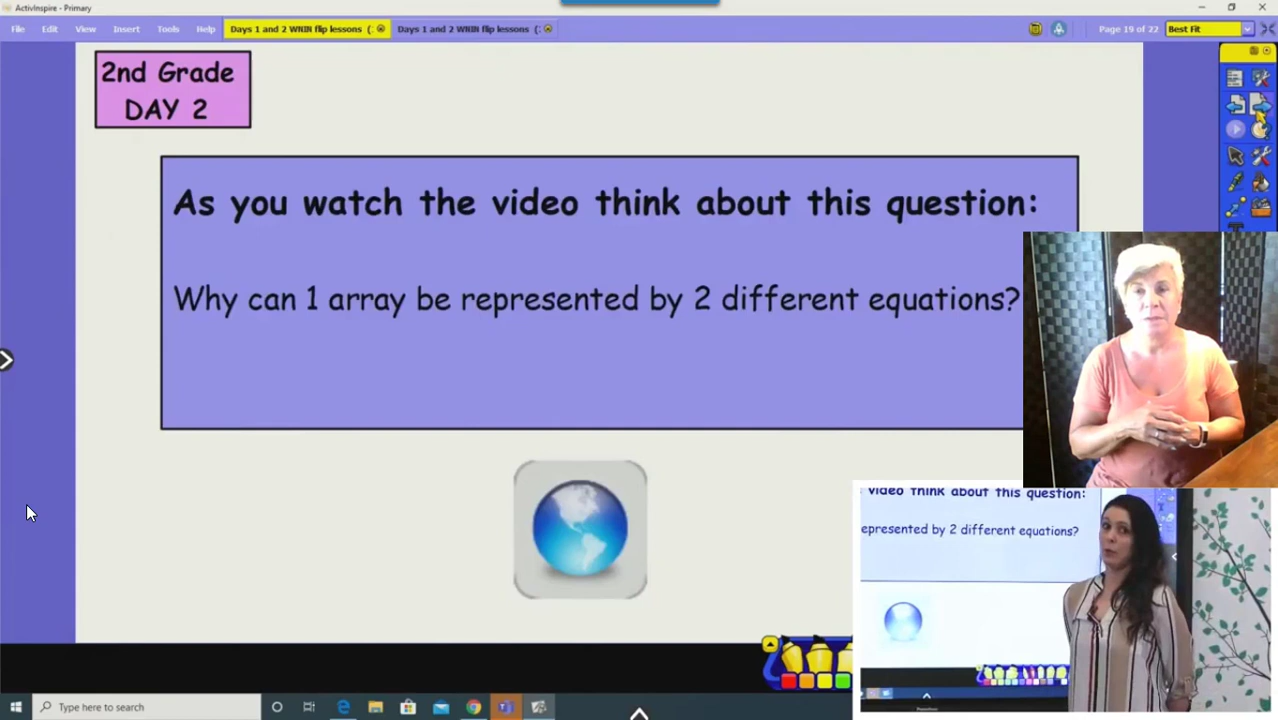 ActivInspire - Primary
File Edit View Insert Tools Help Days 1 and 2 WNIN flip lessons (: Days 1 and 2 WNIN flip lessons (: Page 19 of 22 Best Fit
2nd Grade
DAY 2
As you watch the video think about this question:
Why can 1 array be represented by 2 different equations?
video think about this question:
epresented by 2 different equations?
Type here to search